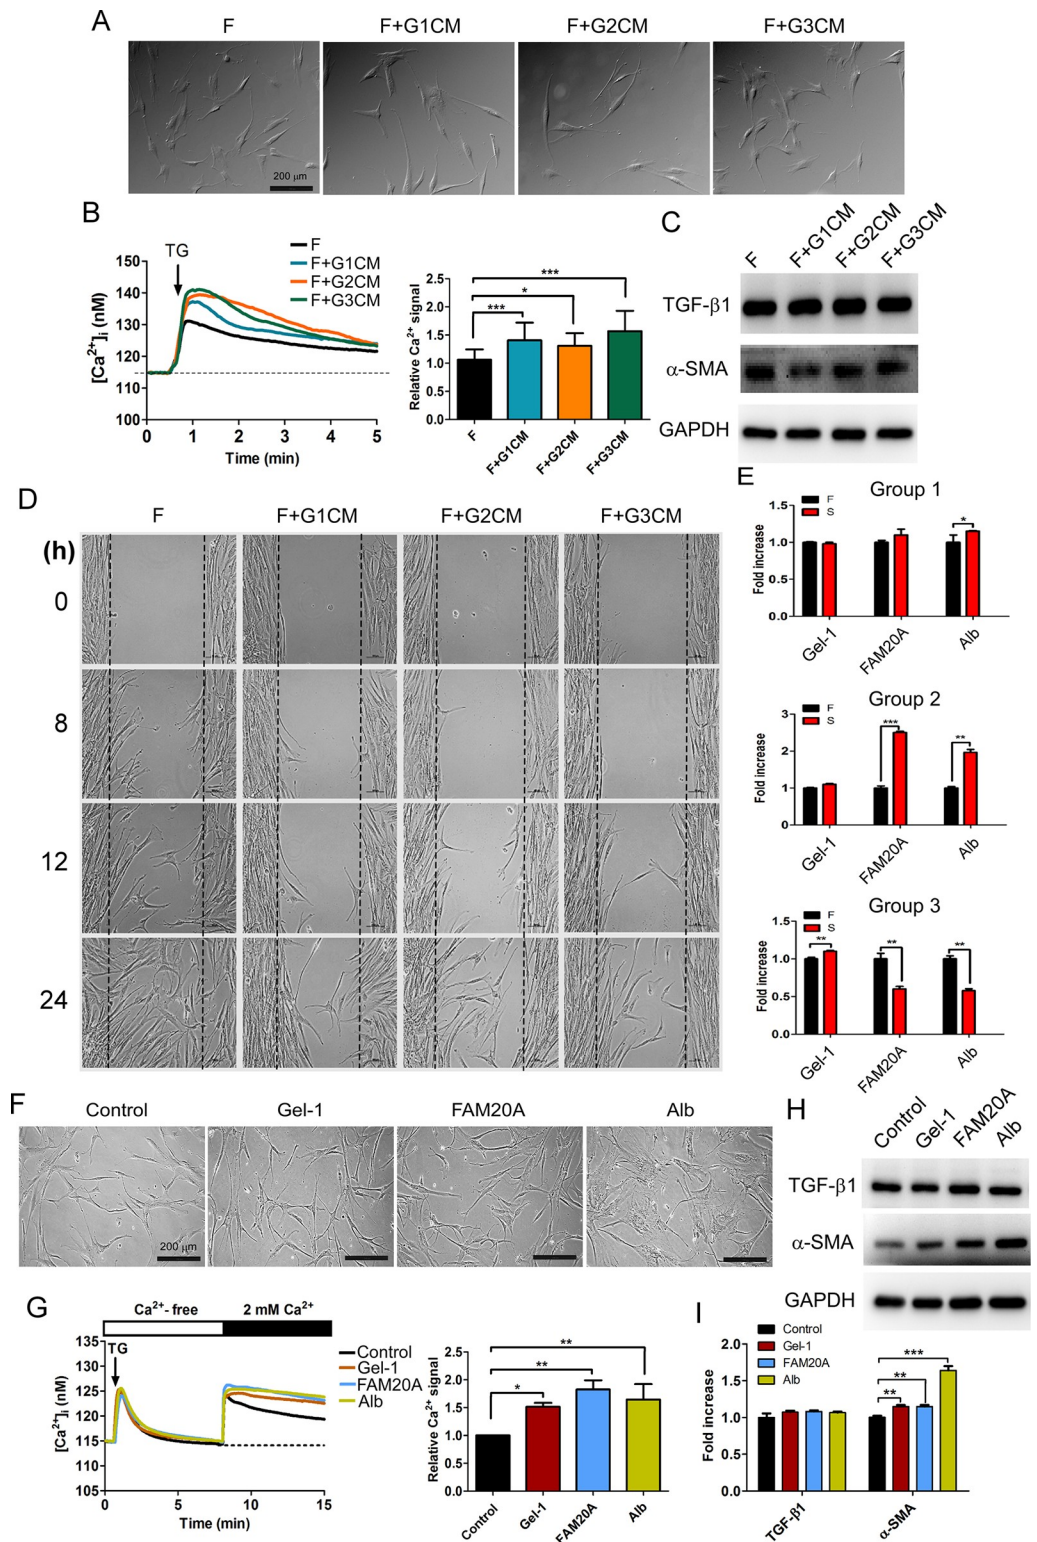 A
F
F+G1CM
F+G2CM
F+G3CM
200 μm
B
TG
F
F+G1CM
F+G2CM
F+G3CM
150
140
130
120
110
100
[Ca²⁺]ᵢ (nM)
0 1 2 3 4 5
Time (min)
2.5
2.0
1.5
1.0
0.5
0.0
Relative Ca²⁺ signal
***
*
***
F
F+G1CM
F+G2CM
F+G3CM
C
F
F+G1CM
F+G2CM
F+G3CM
TGF-β1
α-SMA
GAPDH
D
F
F+G1CM
F+G2CM
F+G3CM
(h)
0
8
12
24
E
Group 1
F
S
1.5
1.0
0.5
0.0
Fold increase
*
Gel-1
FAM20A
Alb
Group 2
F
S
3
2
1
0
Fold increase
***
**
Gel-1
FAM20A
Alb
Group 3
F
S
1.5
1.0
0.5
0.0
Fold increase
**
**
**
Gel-1
FAM20A
Alb
F
Control
Gel-1
FAM20A
Alb
200 μm
G
Ca²⁺- free
2 mM Ca²⁺
TG
Control
Gel-1
FAM20A
Alb
135
130
125
120
115
110
105
[Ca²⁺]ᵢ (nM)
0 5 10 15
Time (min)
2.5
2.0
1.5
1.0
0.5
0.0
Relative Ca²⁺ signal
**
**
*
Control
Gel-1
FAM20A
Alb
H
Control
Gel-1
FAM20A
Alb
TGF-β1
α-SMA
GAPDH
I
Control
Gel-1
FAM20A
Alb
2.0
1.5
1.0
0.5
0.0
Fold increase
***
**
**
TGF-β1
α-SMA